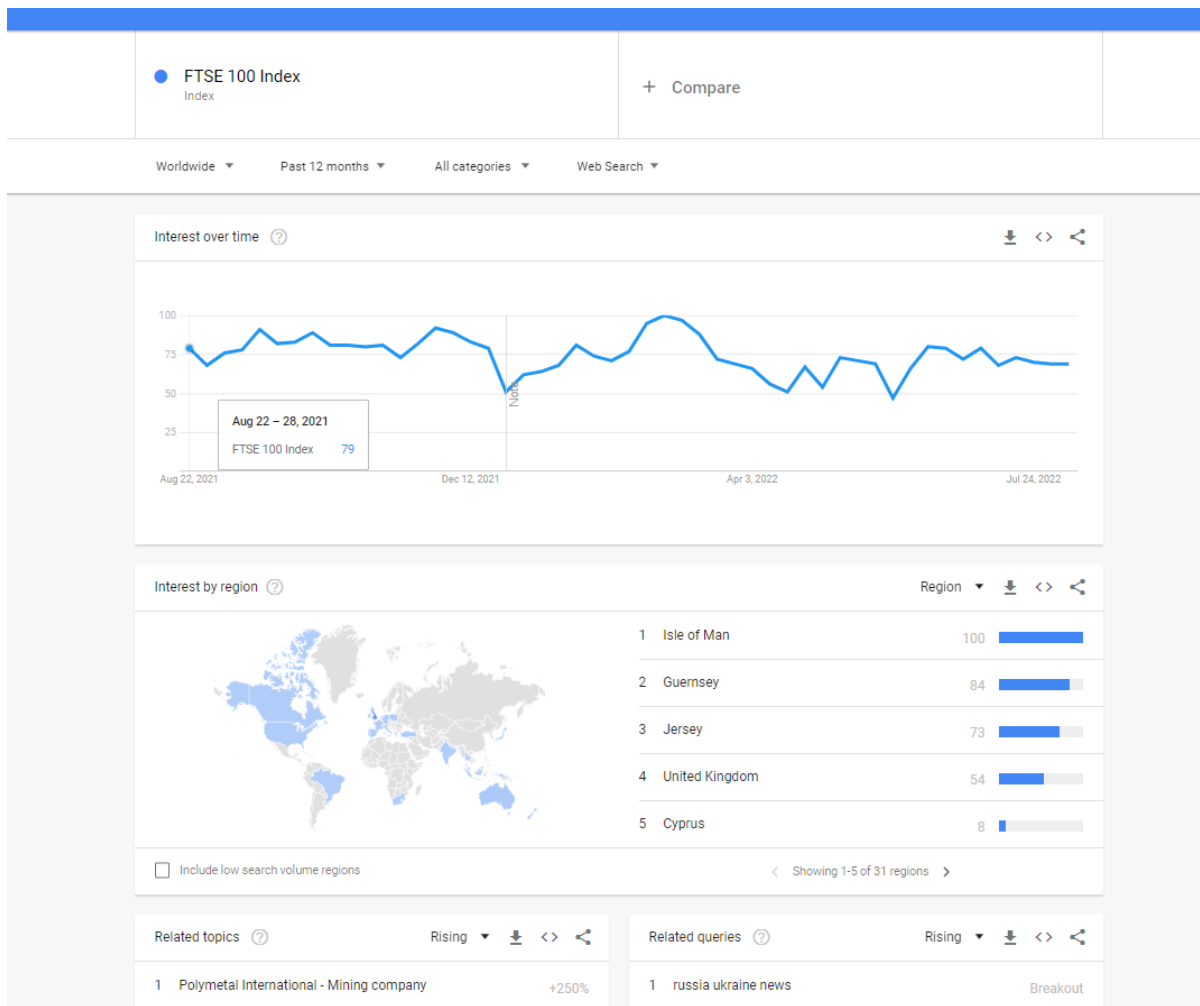 FTSE 100 Index
Index
+ Compare
Worldwide Past 12 months All categories Web Search
Interest over time ?
100
75
50
25
Note
Aug 22 – 28, 2021
FTSE 100 Index 79
Aug 22, 2021 Dec 12, 2021 Apr 3, 2022 Jul 24, 2022
Interest by region ? Region
1 Isle of Man 100
2 Guernsey 84
3 Jersey 73
4 United Kingdom 54
5 Cyprus 8
Include low search volume regions
Showing 1-5 of 31 regions
Related topics ? Rising
1 Polymetal International - Mining company +250%
Related queries ? Rising
1 russia ukraine news Breakout